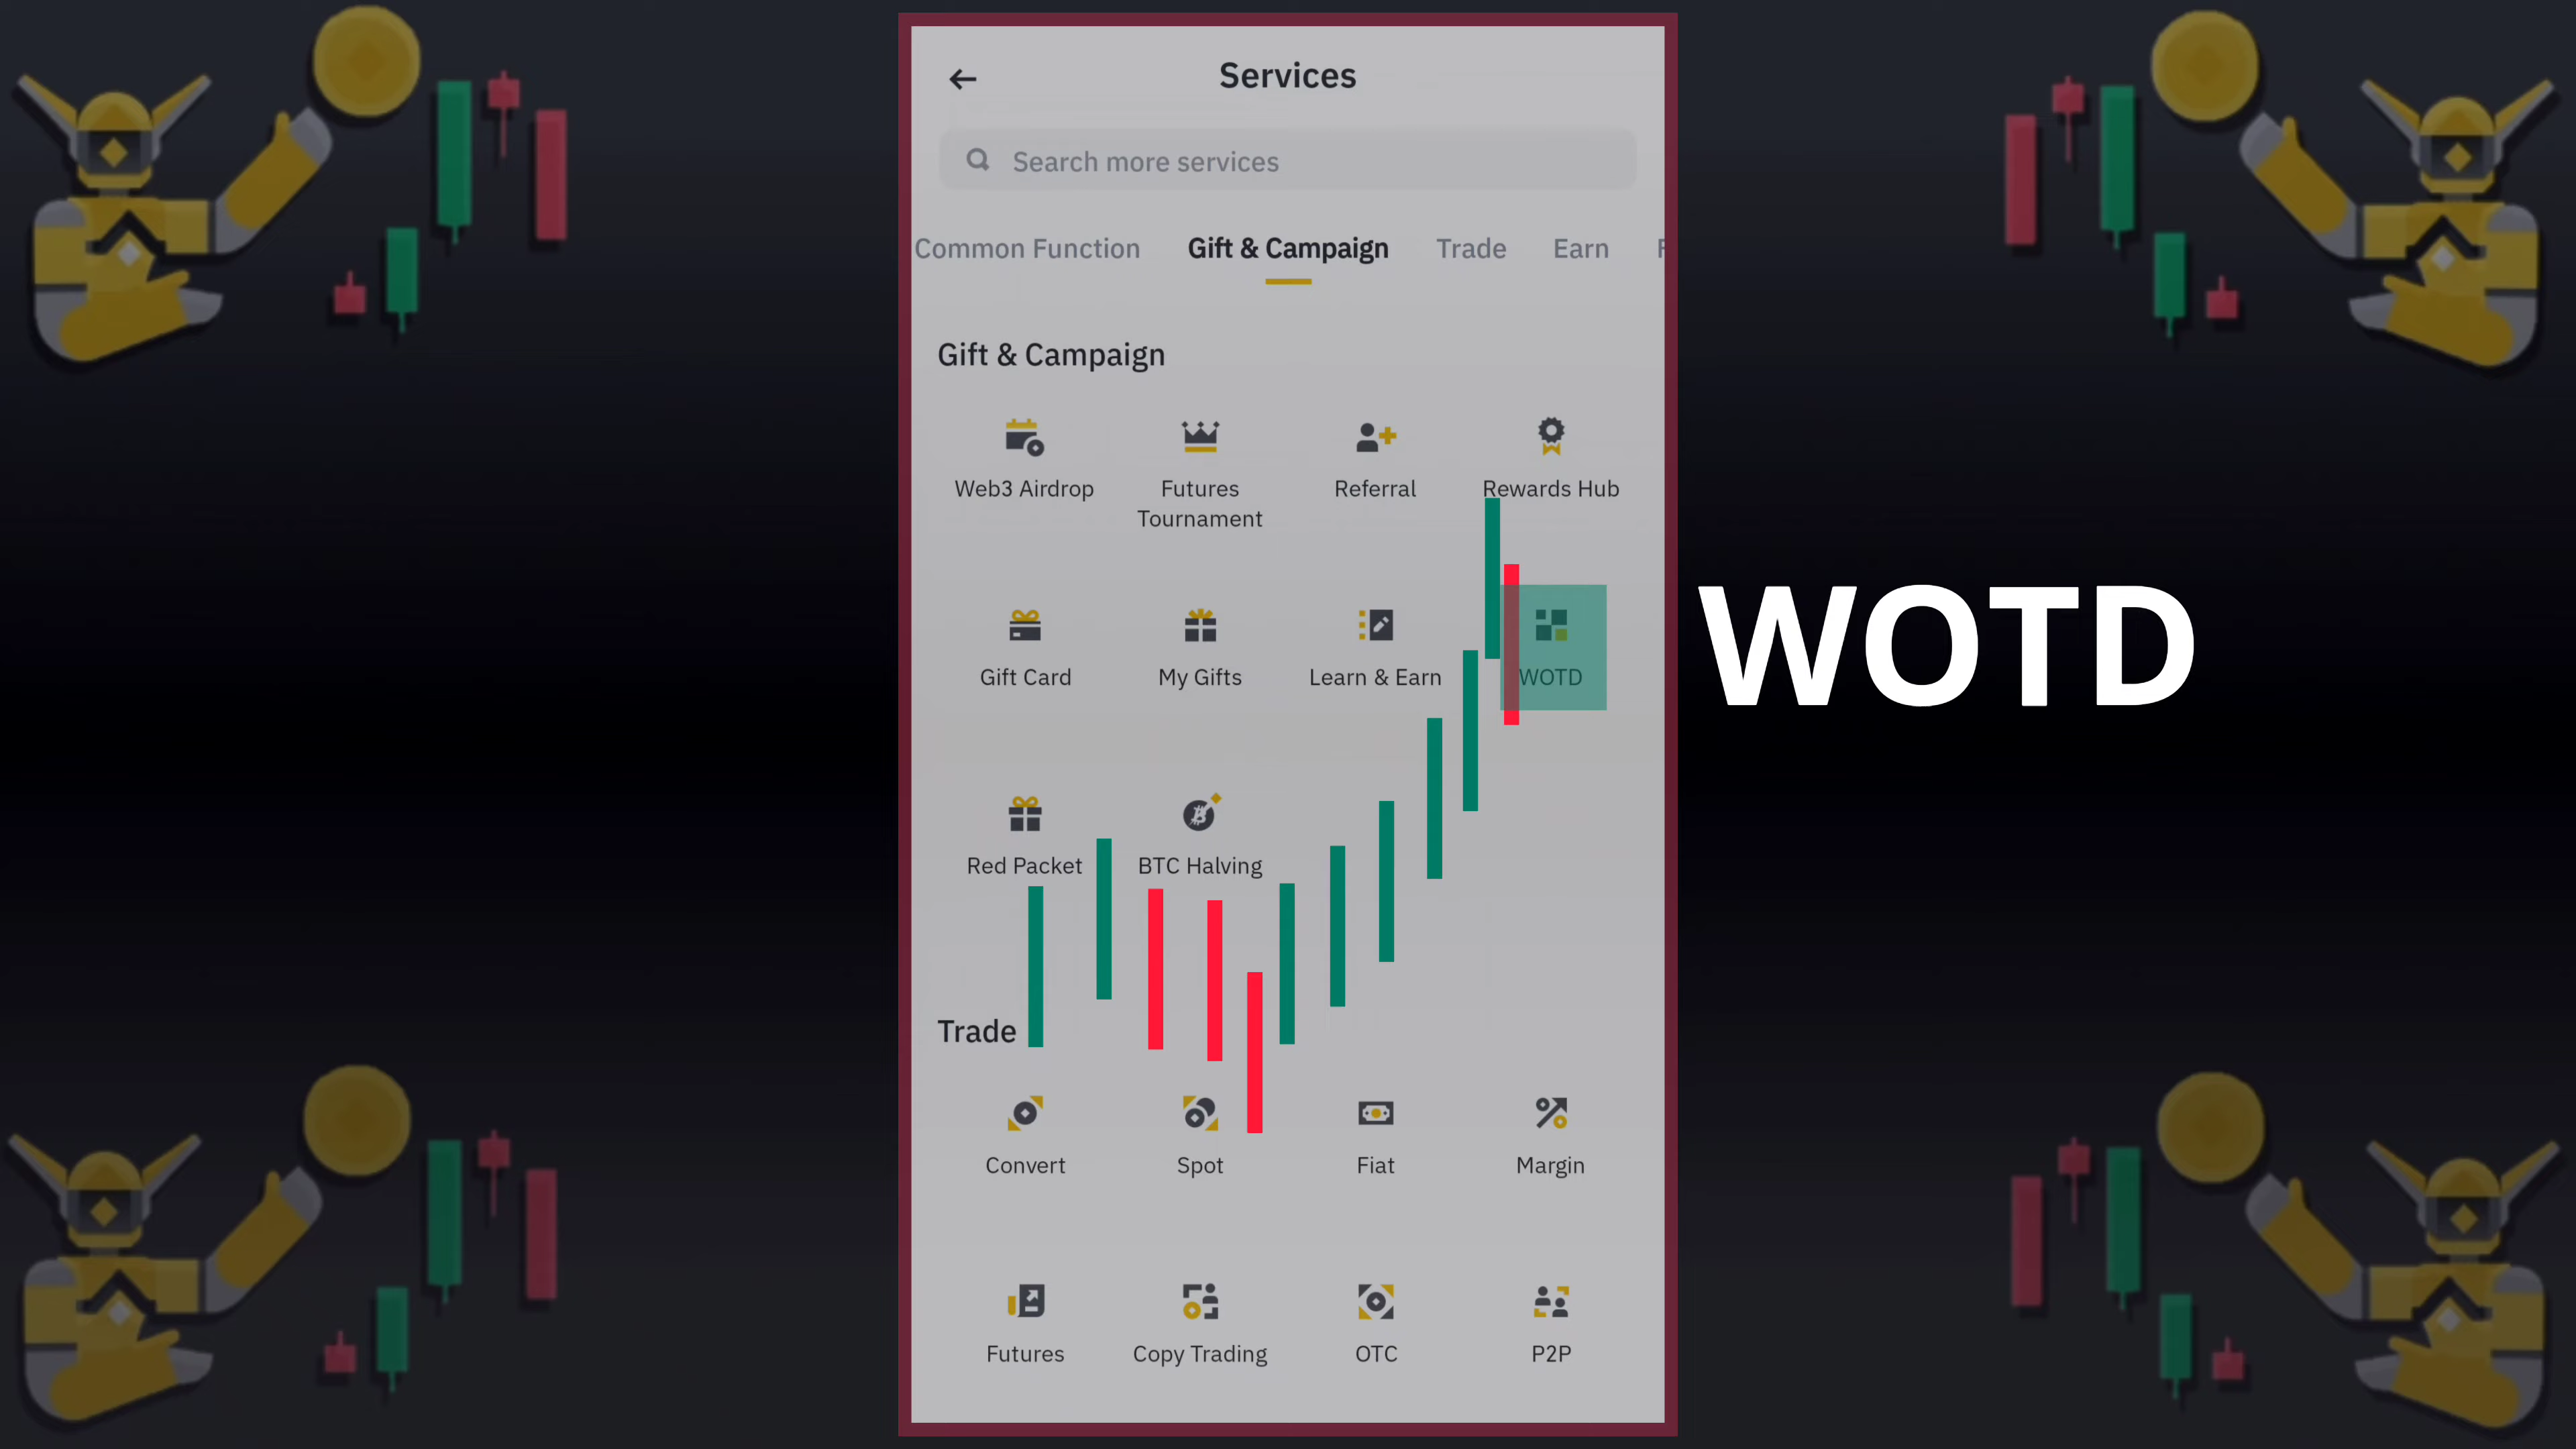 Services
Search more services
Common Function Gift & Campaign Trade Earn
Gift & Campaign
Web3 Airdrop
Futures Tournament
Referral
Rewards Hub
Gift Card
My Gifts
Learn & Earn
WOTD
WOTD
Red Packet
BTC Halving
Trade
Convert
Spot
Fiat
Margin
Futures
Copy Trading
OTC
P2P